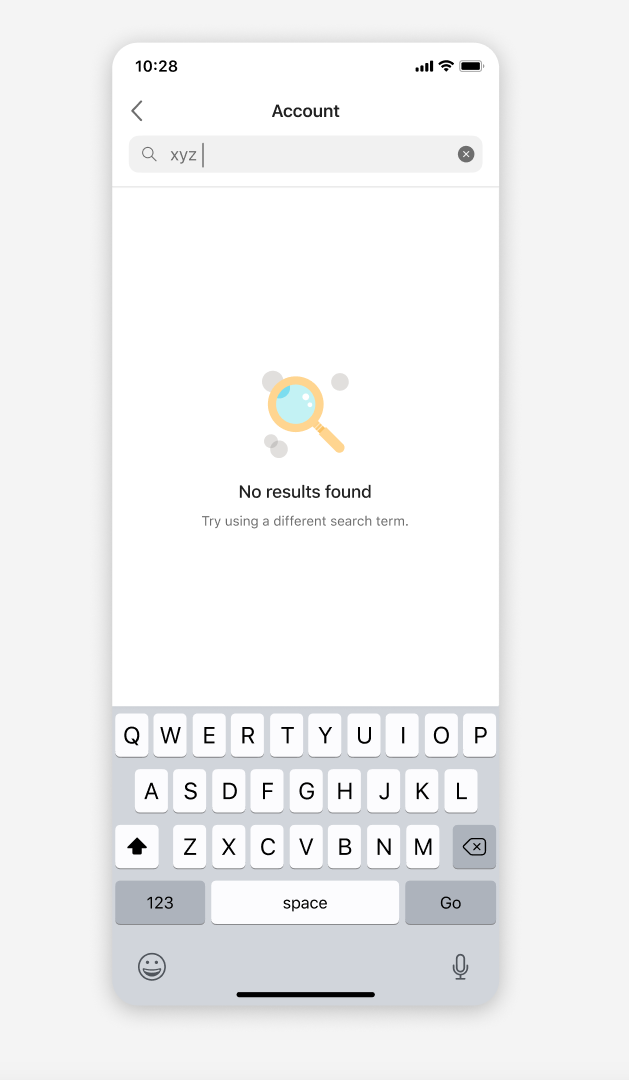 10:28
Account
xyz
No results found
Try using a different search term.
Q W E R T Y U I O P
A S D F G H J K L
Z X C V B N M
123 space Go